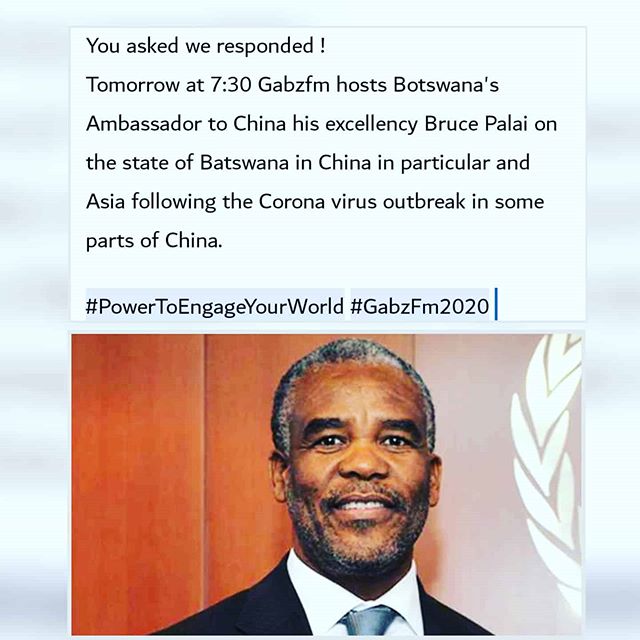 You asked we responded !
Tomorrow at 7:30 Gabzfm hosts Botswana's
Ambassador to China his excellency Bruce Palai on
the state of Batswana in China in particular and
Asia following the Corona virus outbreak in some
parts of China.
#PowerToEngageYourWorld #GabzFm2020